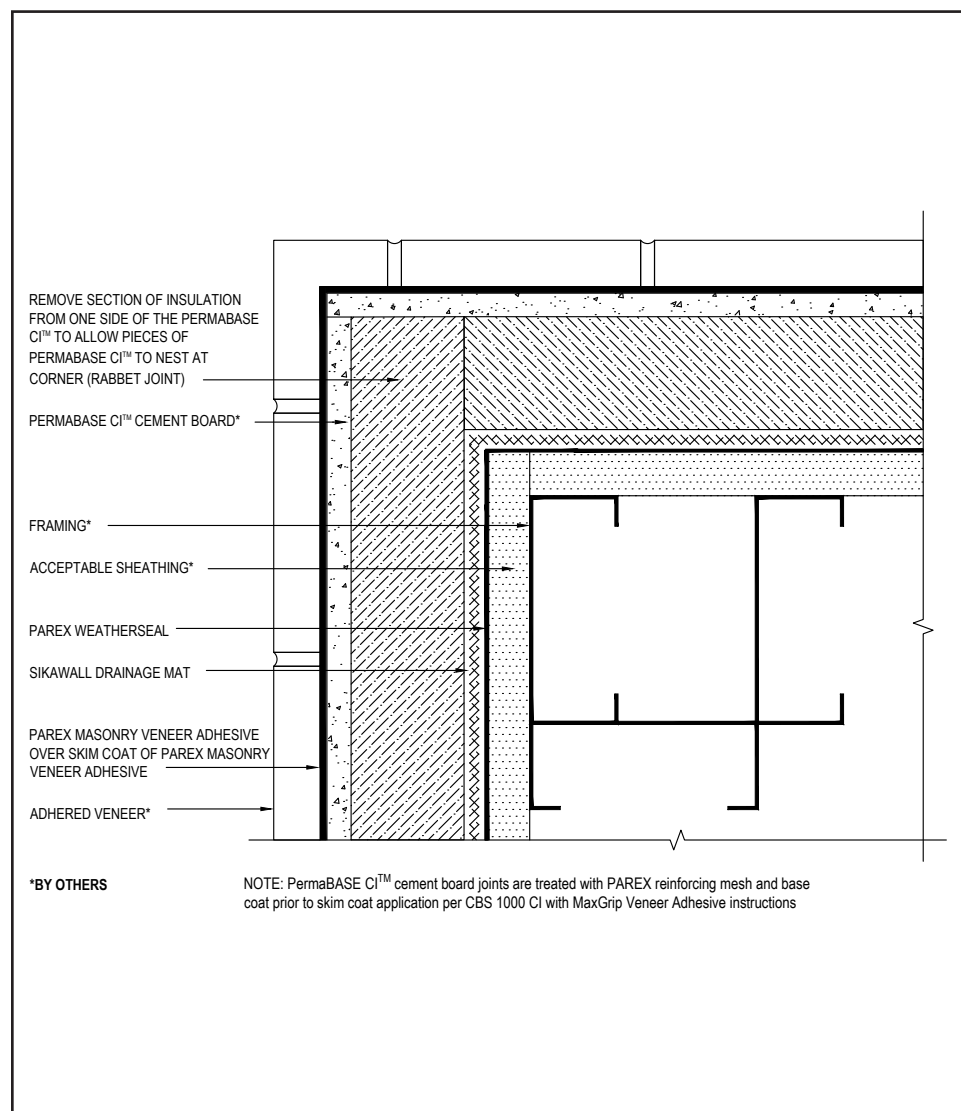 REMOVE SECTION OF INSULATION
FROM ONE SIDE OF THE PERMABASE
CI™ TO ALLOW PIECES OF
PERMABASE CI™ TO NEST AT
CORNER (RABBET JOINT)
PERMABASE CI™ CEMENT BOARD*
FRAMING*
ACCEPTABLE SHEATHING*
PAREX WEATHERSEAL
SIKAWALL DRAINAGE MAT
PAREX MASONRY VENEER ADHESIVE
OVER SKIM COAT OF PAREX MASONRY
VENEER ADHESIVE
ADHERED VENEER*
*BY OTHERS
NOTE: PermaBASE CI™ cement board joints are treated with PAREX reinforcing mesh and base
coat prior to skim coat application per CBS 1000 CI with MaxGrip Veneer Adhesive instructions